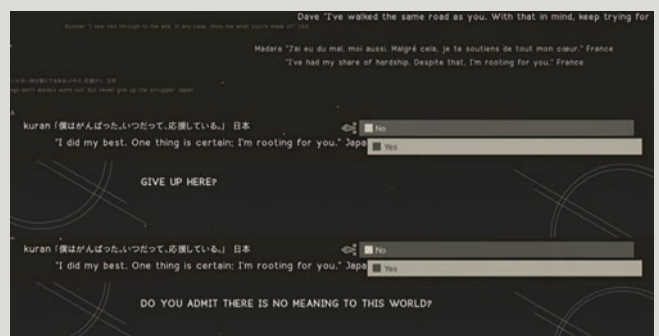 Dave "I've walked the same road as you. With that in mind, keep trying for
Madara "J'ai eu du mal, moi aussi. Malgré cela, je te soutiens de tout mon cœur." France
"I've had my share of hardship. Despite that, I'm rooting for you." France
kuran「僕はがんばった。いつだって、応援している。」 日本
No
"I did my best. One thing is certain: I'm rooting for you." Japa
Yes
GIVE UP HERE?
kuran「僕はがんばった。いつだって、応援している。」 日本
No
"I did my best. One thing is certain: I'm rooting for you." Japa
Yes
DO YOU ADMIT THERE IS NO MEANING TO THIS WORLD?